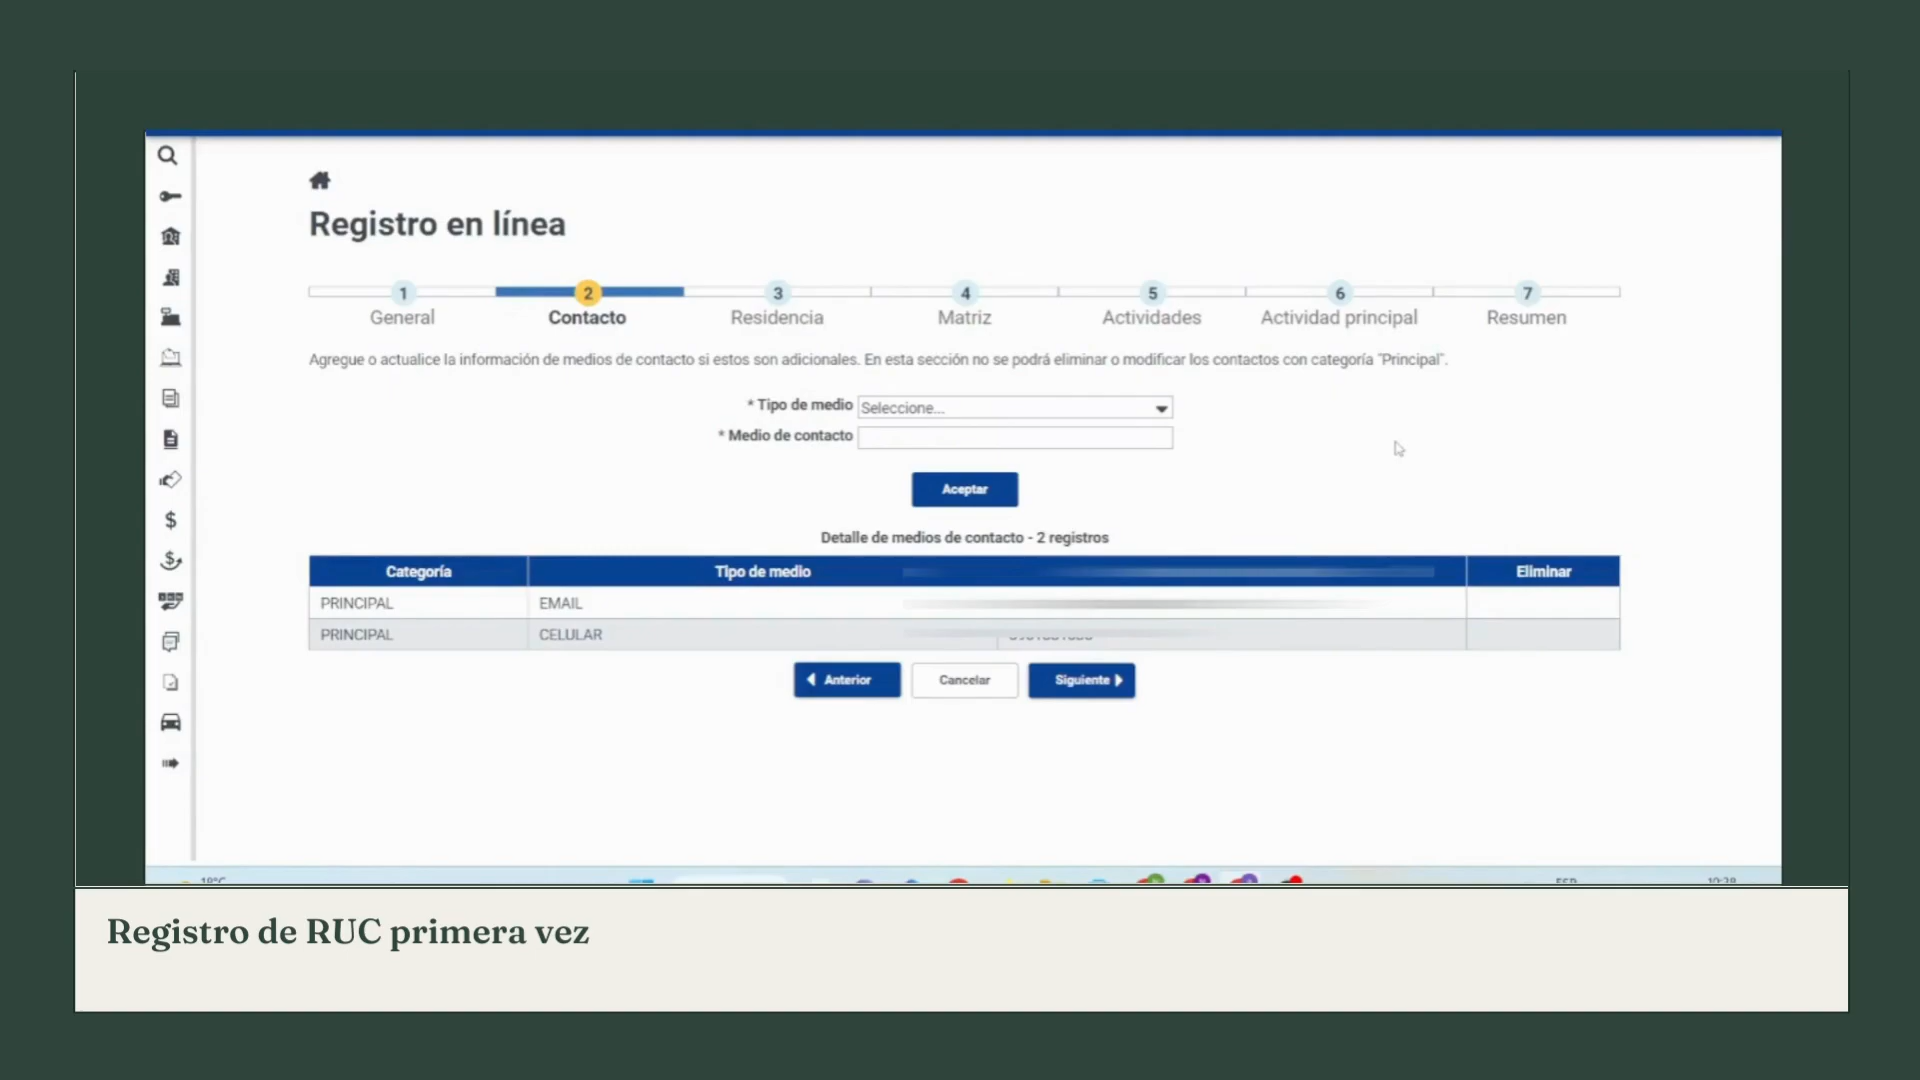 Registro en línea
1 2 3 4 5 6 7
General Contacto Residencia Matriz Actividades Actividad principal Resumen
Agregue o actualice la información de medios de contacto si estos son adicionales. En esta sección no se podrá eliminar o modificar los contactos con categoría "Principal".
* Tipo de medio Seleccione...
* Medio de contacto
Aceptar
Detalle de medios de contacto - 2 registros
Categoría Tipo de medio Eliminar
PRINCIPAL EMAIL
PRINCIPAL CELULAR
Anterior Cancelar Siguiente
Registro de RUC primera vez